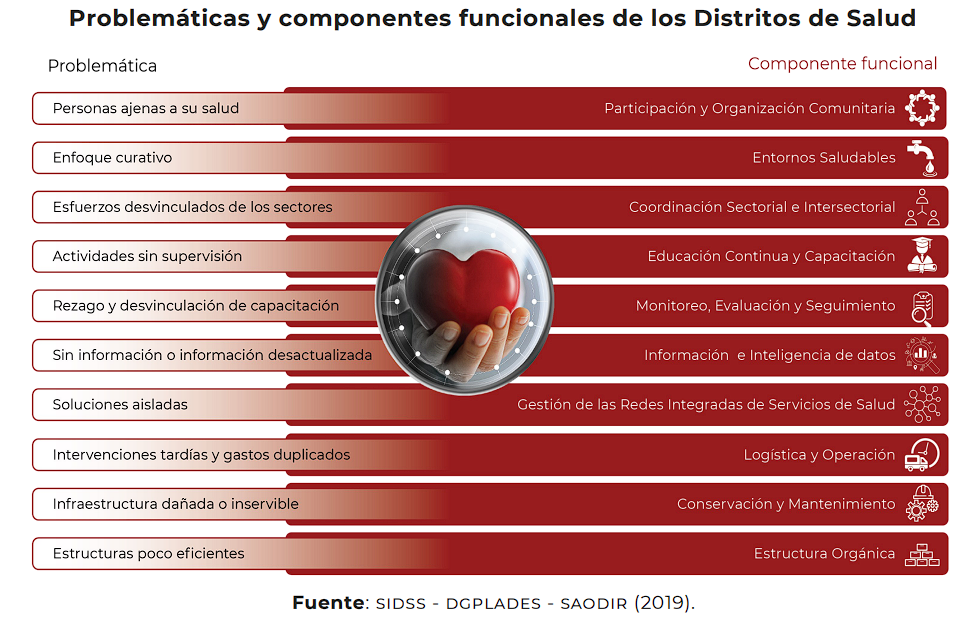 Problemáticas y componentes funcionales de los Distritos de Salud
Problemática
Componente funcional
Personas ajenas a su salud
Participación y Organización Comunitaria
Enfoque curativo
Entornos Saludables
Esfuerzos desvinculados de los sectores
Coordinación Sectorial e Intersectorial
Actividades sin supervisión
Educación Continua y Capacitación
Rezago y desvinculación de capacitación
Monitoreo, Evaluación y Seguimiento
Sin información o información desactualizada
Información e Inteligencia de datos
Soluciones aisladas
Gestión de las Redes Integradas de Servicios de Salud
Intervenciones tardías y gastos duplicados
Logística y Operación
Infraestructura dañada o inservible
Conservación y Mantenimiento
Estructuras poco eficientes
Estructura Orgánica
Fuente: SIDSS - DGPLADES - SAODIR (2019).